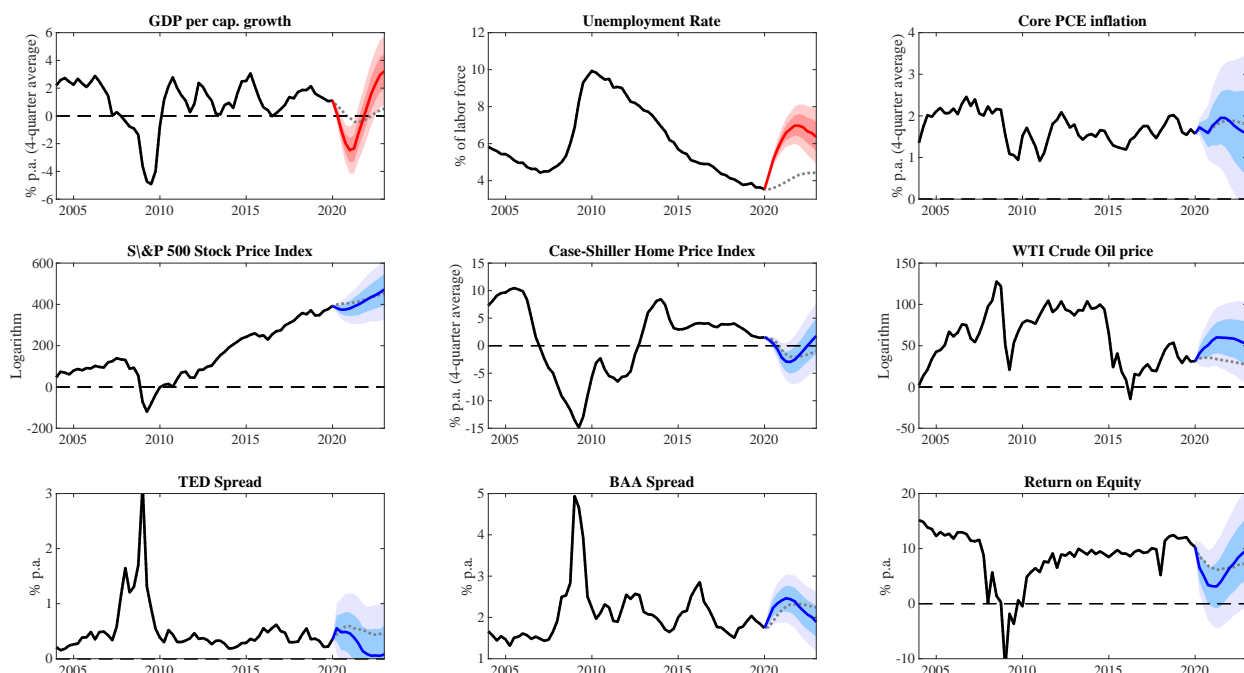 GDP per cap. growth
% p.a. (4-quarter average)
6
4
2
0
-2
-4
-6
2005 2010 2015 2020
Unemployment Rate
% of labor force
12
10
8
6
4
2005 2010 2015 2020
Core PCE inflation
% p.a. (4-quarter average)
4
3
2
1
0
2005 2010 2015 2020
S\&P 500 Stock Price Index
Logarithm
600
400
200
0
-200
2005 2010 2015 2020
Case-Shiller Home Price Index
% p.a. (4-quarter average)
15
10
5
0
-5
-10
-15
2005 2010 2015 2020
WTI Crude Oil price
Logarithm
150
100
50
0
-50
2005 2010 2015 2020
TED Spread
% p.a.
3
2
1
0
2005 2010 2015 2020
BAA Spread
% p.a.
5
4
3
2
1
2005 2010 2015 2020
Return on Equity
% p.a.
20
10
0
-10
2005 2010 2015 2020